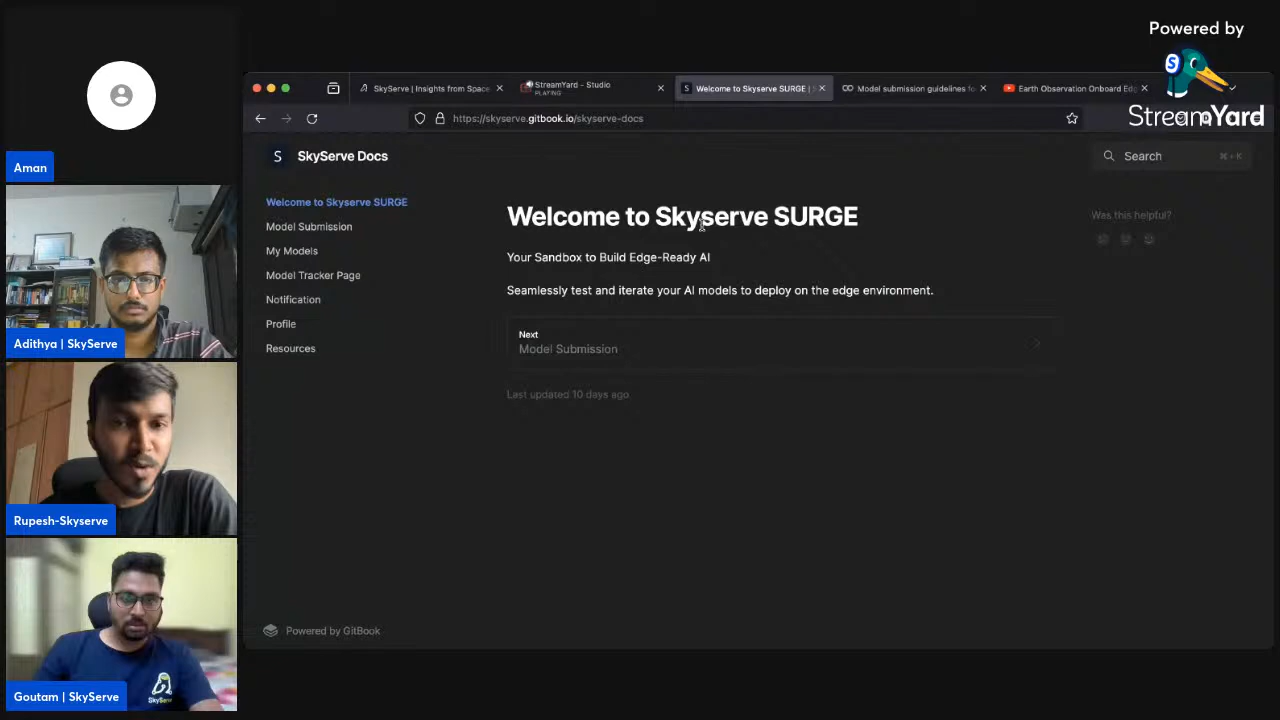 Powered by
StreamYard
SkyServe | Insights from Space
StreamYard - Studio
PLAYING
Welcome to Skyserve SURGE |
Model submission guidelines fo
Earth Observation Onboard Ed
https://skyserve.gitbook.io/skyserve-docs
S
SkyServe Docs
Search
⌘+K
Welcome to Skyserve SURGE
Model Submission
My Models
Model Tracker Page
Notification
Profile
Resources
Welcome to Skyserve SURGE
Your Sandbox to Build Edge-Ready AI
Seamlessly test and iterate your AI models to deploy on the edge environment.
Next
Model Submission
Last updated 10 days ago
Was this helpful?
Powered by GitBook
Aman
Adithya | SkyServe
Rupesh-Skyserve
SkyServe
Goutam | SkyServe